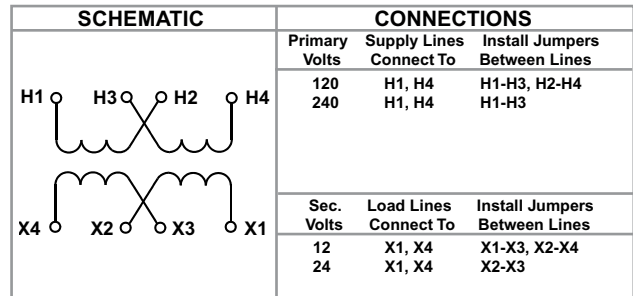 SCHEMATIC
CONNECTIONS
Primary Supply Lines Install Jumpers
Volts Connect To Between Lines
120 H1, H4 H1-H3, H2-H4
240 H1, H4 H1-H3
H1 H3 H2 H4
X4 X2 X3 X1
Sec. Load Lines Install Jumpers
Volts Connect To Between Lines
12 X1, X4 X1-X3, X2-X4
24 X1, X4 X2-X3